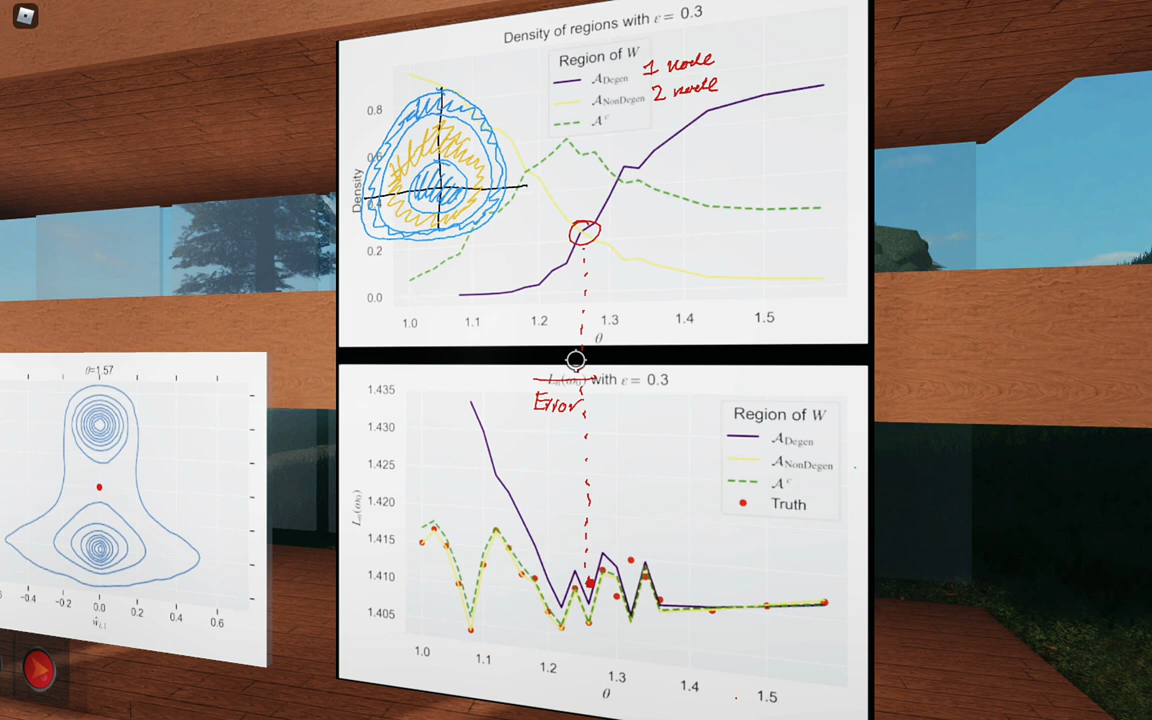 Density of regions with ε = 0.3
Region of W
𝒜Degen 1 node
𝒜NonDegen 2 node
𝒜ᶜ
Density
0.8
0.6
0.4
0.2
0.0
1.0 1.1 1.2 1.3 1.4 1.5
θ
θ=1.57
-0.4 -0.2 0.0 0.2 0.4 0.6
with ε = 0.3
Error
Region of W
𝒜Degen
𝒜NonDegen
𝒜ᶜ
Truth
1.435
1.430
1.425
1.420
1.415
1.410
1.405
Lₙ(ω₀)
1.0 1.1 1.2 1.3 1.4 1.5
θ